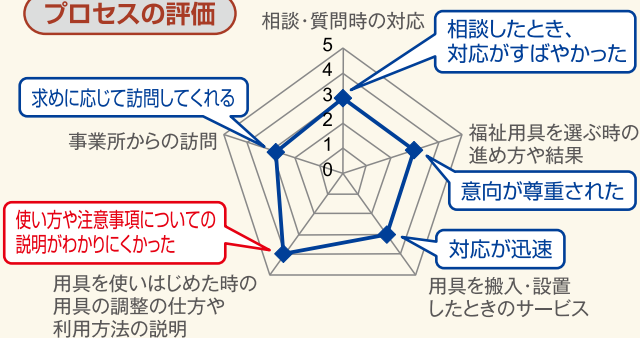 プロセスの評価
相談・質問時の対応
相談したとき、
対応がすばやかった
5
4
3
2
1
0
求めに応じて訪問してくれる
事業所からの訪問
福祉用具を選ぶ時の
進め方や結果
意向が尊重された
使い方や注意事項についての
説明がわかりにくかった
対応が迅速
用具を使いはじめた時の
用具の調整の仕方や
利用方法の説明
用具を搬入・設置
したときのサービス